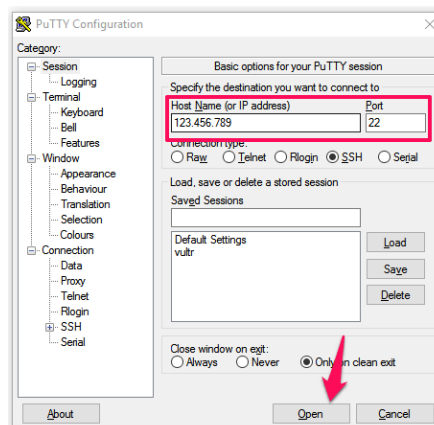 PuTTY Configuration
Category:
Session
Logging
Terminal
Keyboard
Bell
Features
Window
Appearance
Behaviour
Translation
Selection
Colours
Connection
Data
Proxy
Telnet
Rlogin
SSH
Serial
Basic options for your PuTTY session
Specify the destination you want to connect to
Host Name (or IP address) Port
123.456.789 22
Connection type:
Raw Telnet Rlogin SSH Serial
Load, save or delete a stored session
Saved Sessions
Default Settings
vultr
Load
Save
Delete
Close window on exit:
Always Never Only on clean exit
About Open Cancel